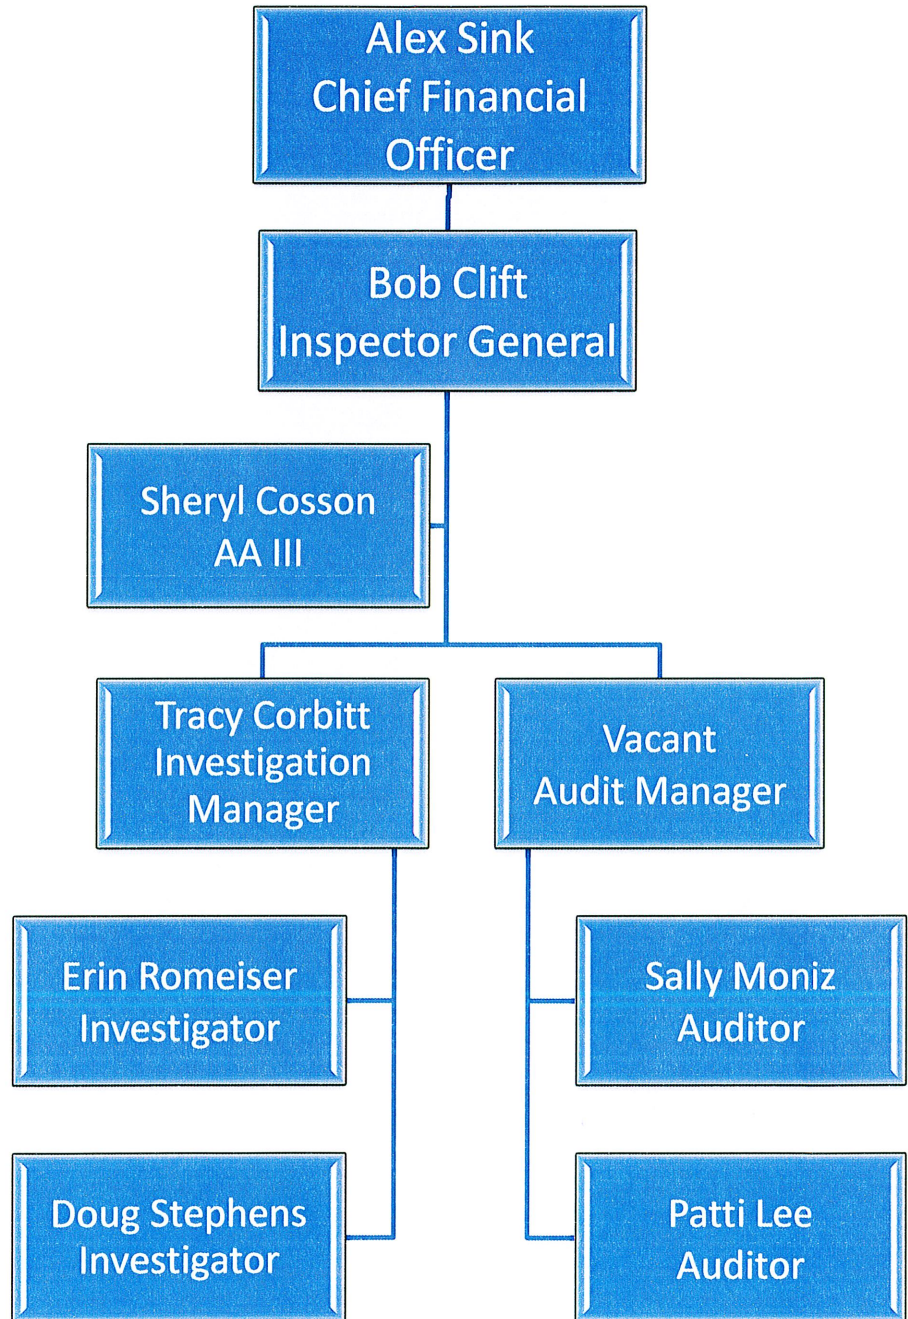 Alex Sink
Chief Financial
Officer
Bob Clift
Inspector General
Sheryl Cosson
AA III
Tracy Corbitt
Investigation
Manager
Vacant
Audit Manager
Erin Romeiser
Investigator
Sally Moniz
Auditor
Doug Stephens
Investigator
Patti Lee
Auditor